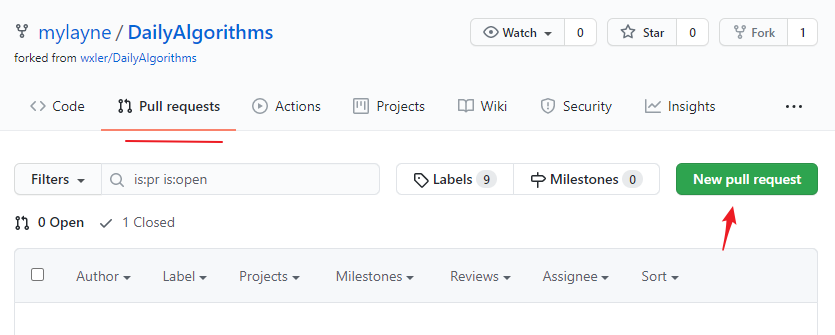 mylayne / DailyAlgorithms
Watch 0 Star 0 Fork 1
forked from wxler/DailyAlgorithms
Code Pull requests Actions Projects Wiki Security Insights ...
Filters is:pr is:open Labels 9 Milestones 0 New pull request
0 Open 1 Closed
Author Label Projects Milestones Reviews Assignee Sort